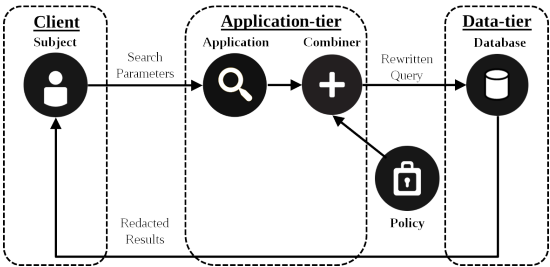 Client
Application-tier
Data-tier
Subject
Application
Combiner
Database
Search
Parameters
Rewritten
Query
Policy
Redacted
Results